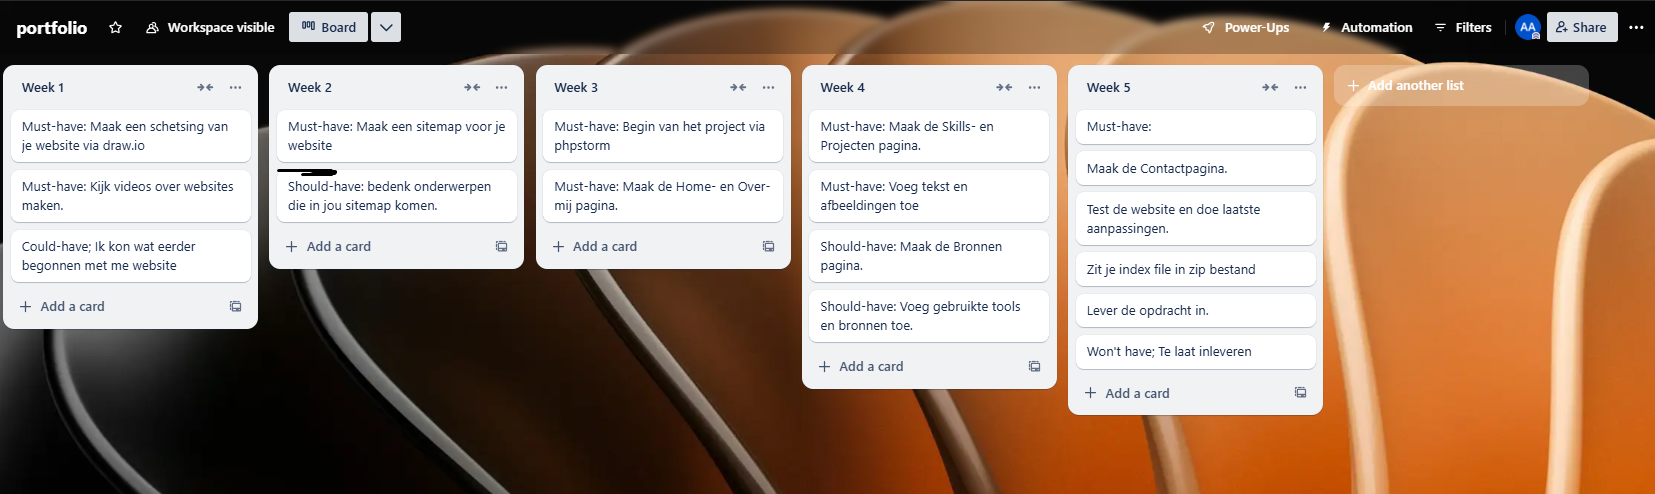 portfolio
Workspace visible
Board
Power-Ups
Automation
Filters
AA
Share
Week 1
Must-have: Maak een schetsing van
je website via draw.io
Must-have: Kijk videos over websites
maken.
Could-have; Ik kon wat eerder
begonnen met me website
Add a card
Week 2
Must-have: Maak een sitemap voor je
website
Should-have: bedenk onderwerpen
die in jou sitemap komen.
Add a card
Week 3
Must-have: Begin van het project via
phpstorm
Must-have: Maak de Home- en Over-
mij pagina.
Add a card
Week 4
Must-have: Maak de Skills- en
Projecten pagina.
Must-have: Voeg tekst en
afbeeldingen toe
Should-have: Maak de Bronnen
pagina.
Should-have: Voeg gebruikte tools
en bronnen toe.
Add a card
Week 5
Must-have:
Maak de Contactpagina.
Test de website en doe laatste
aanpassingen.
Zit je index file in zip bestand
Lever de opdracht in.
Won't have; Te laat inleveren
Add a card
Add another list